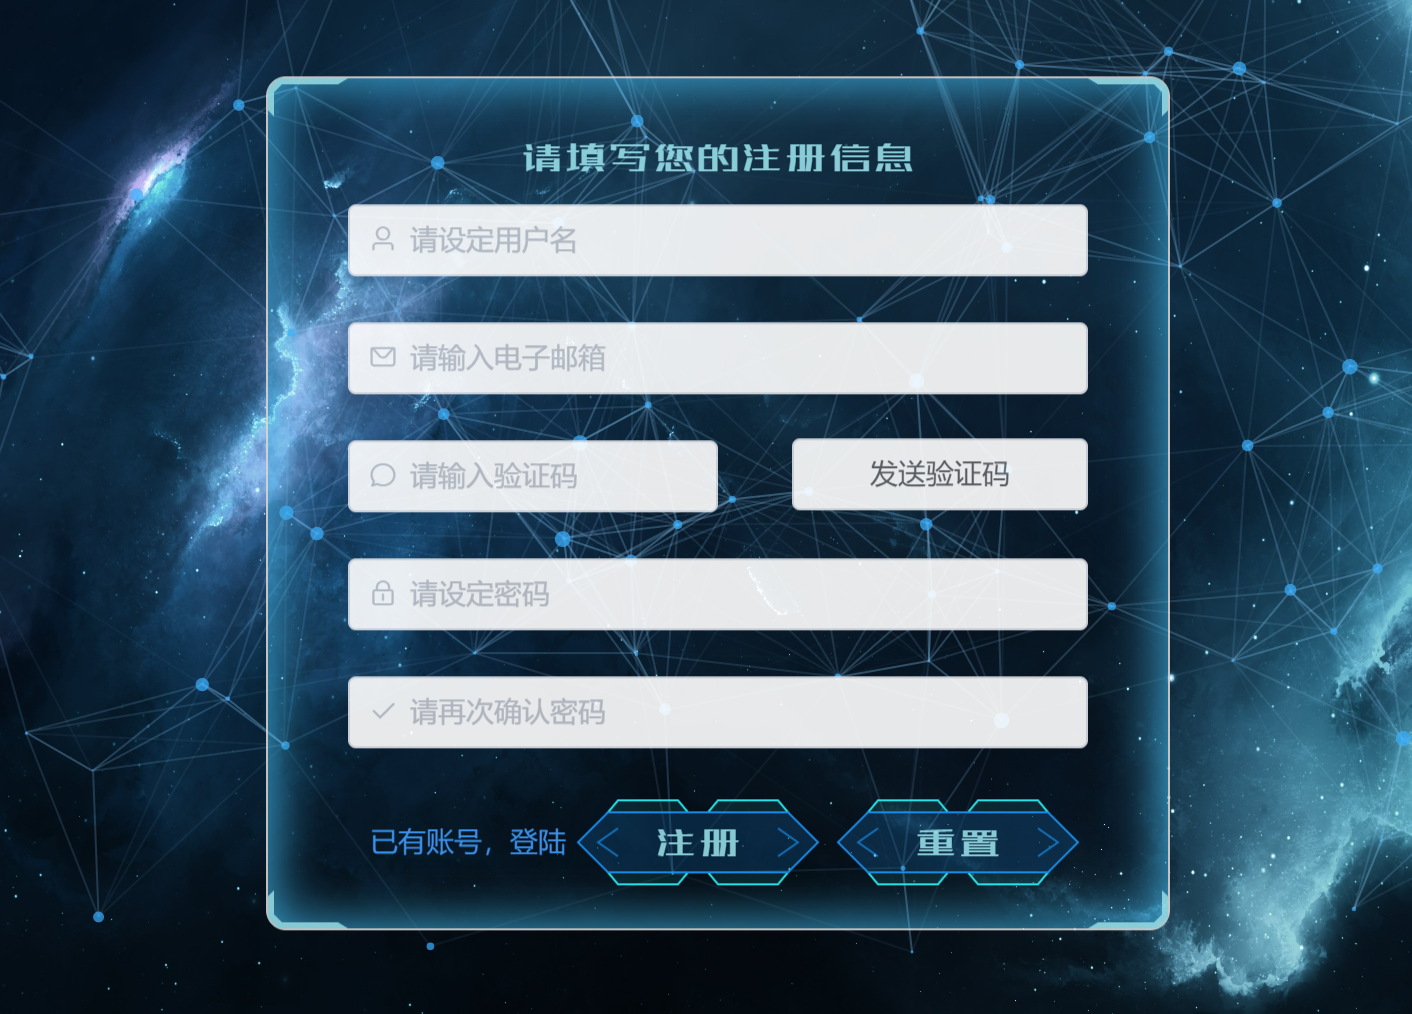 请填写您的注册信息
请设定用户名
请输入电子邮箱
请输入验证码 发送验证码
请设定密码
请再次确认密码
已有账号，登陆 注册 重置